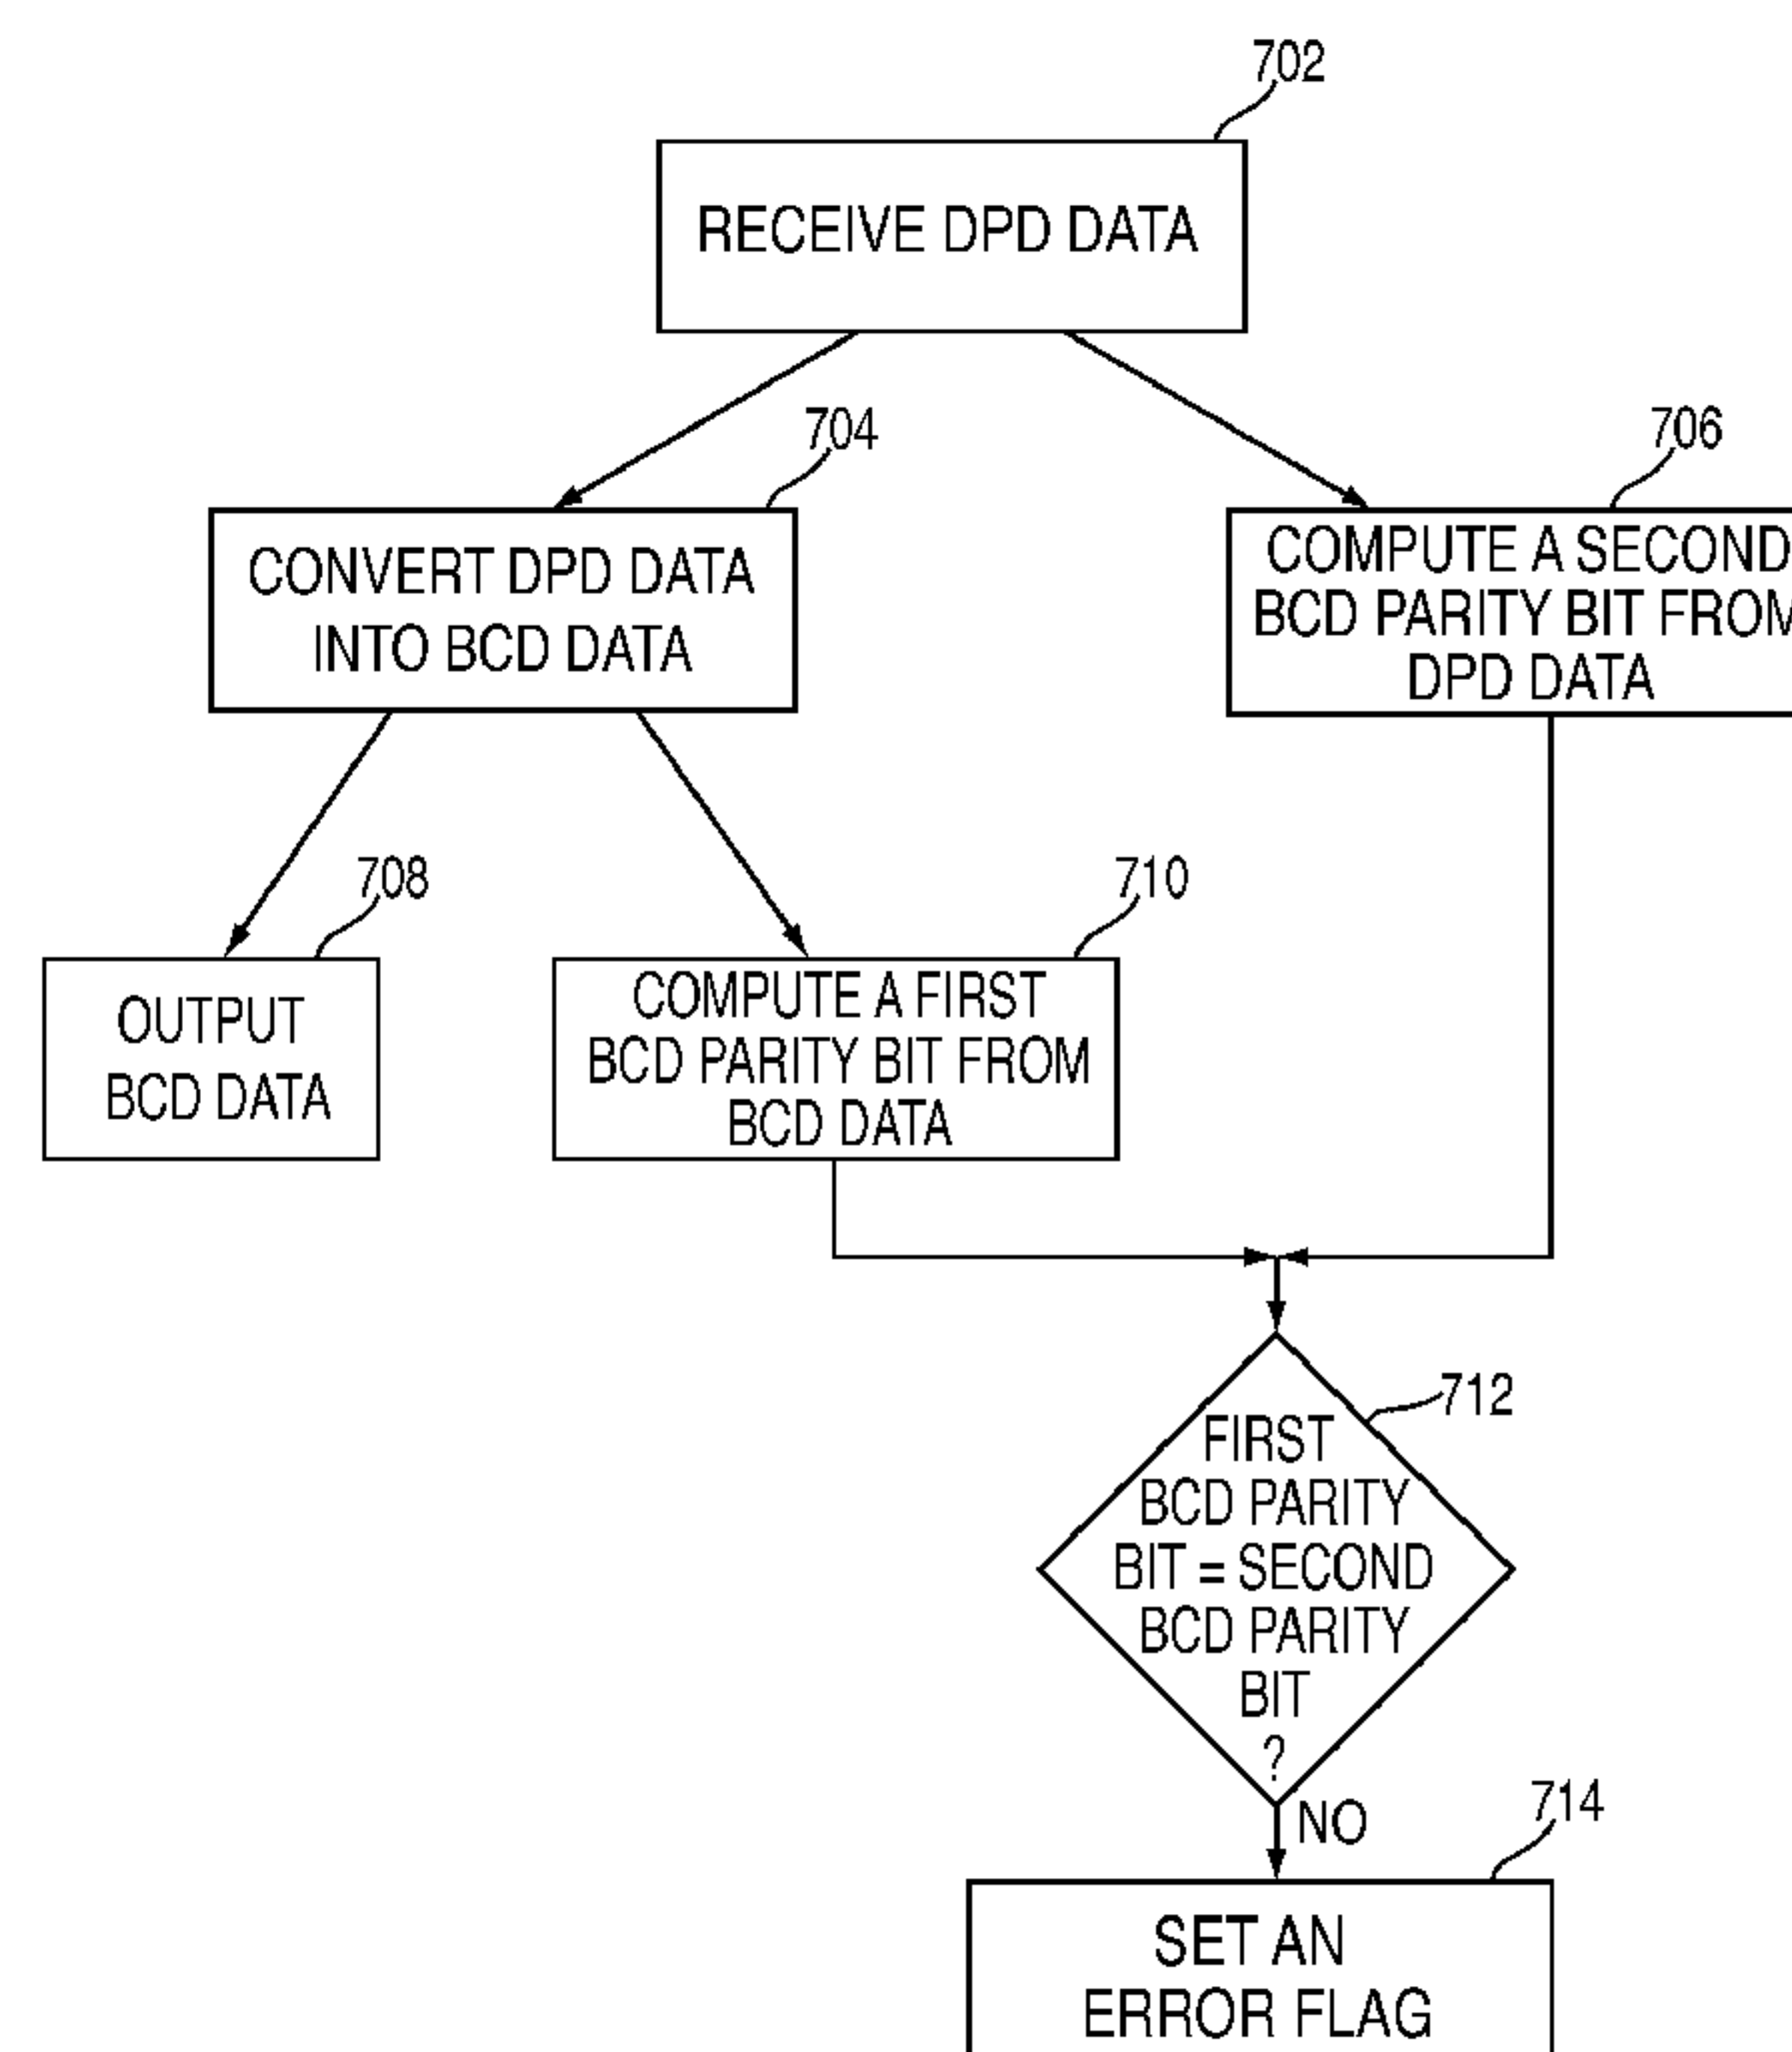 702
RECEIVE DPD DATA
704
706
CONVERT DPD DATA
INTO BCD DATA
COMPUTE A SECOND
BCD PARITY BIT FROM
DPD DATA
708
710
OUTPUT
BCD DATA
COMPUTE A FIRST
BCD PARITY BIT FROM
BCD DATA
712
FIRST
BCD PARITY
BIT = SECOND
BCD PARITY
BIT
?
NO
714
SET AN
ERROR FLAG